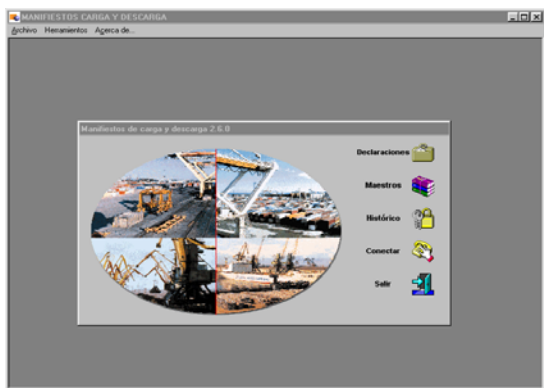 MANIFIESTOS CARGA Y DESCARGA
Archivo Herramientos Acerca de...
Manifiestos de carga y descarga 2.6.0
Declaraciones
Maestros
Histórico
Conectar
Salir